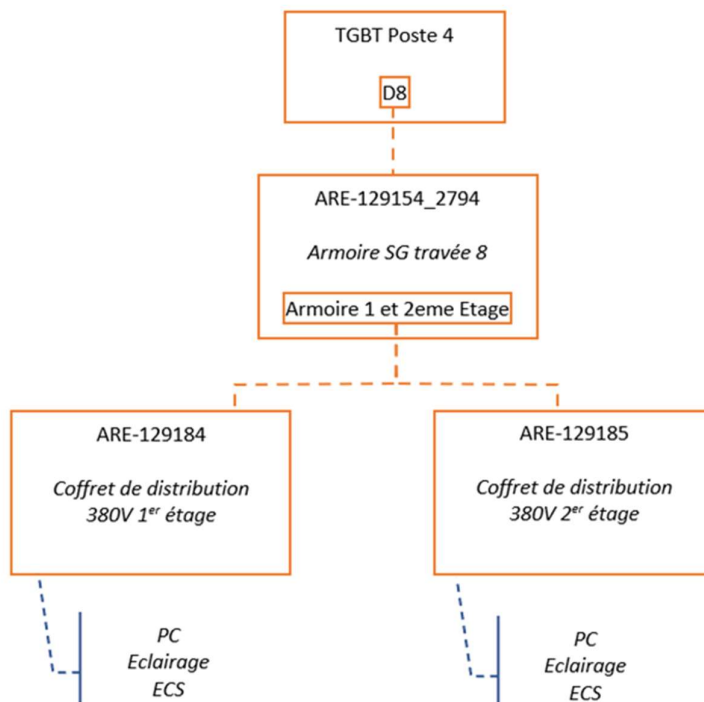 TGBT Poste 4
D8
ARE-129154_2794
Armoire SG travée 8
Armoire 1 et 2eme Etage
ARE-129184
Coffret de distribution
380V 1er étage
PC
Eclairage
ECS
ARE-129185
Coffret de distribution
380V 2er étage
PC
Eclairage
ECS